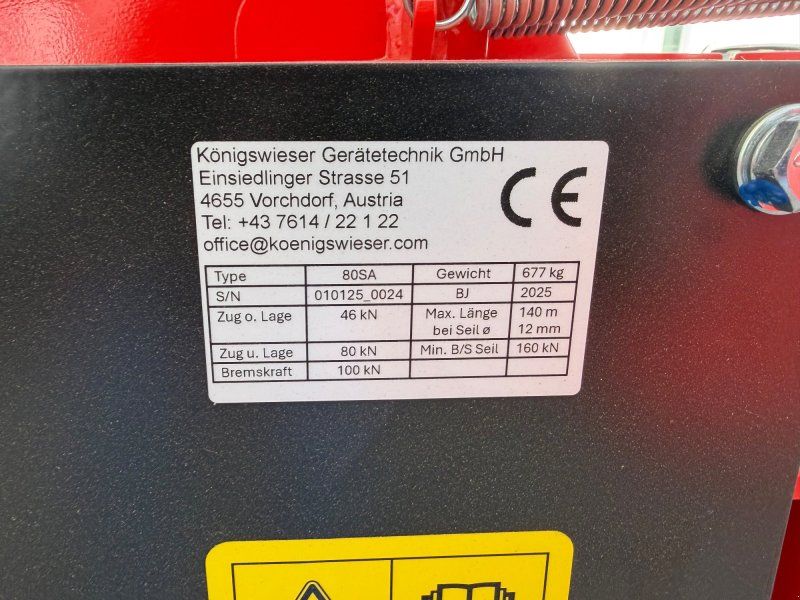 Königswieser Gerätetechnik GmbH
Einsiedlinger Strasse 51
4655 Vorchdorf, Austria
Tel: +43 7614 / 22 1 22
office@koenigswieser.com
CE
Type 80SA Gewicht 677 kg
S/N 010125_0024 BJ 2025
Zug o. Lage 46 kN Max. Länge 140 m
bei Seil ø 12 mm
Zug u. Lage 80 kN Min. B/S Seil 160 kN
Bremskraft 100 kN